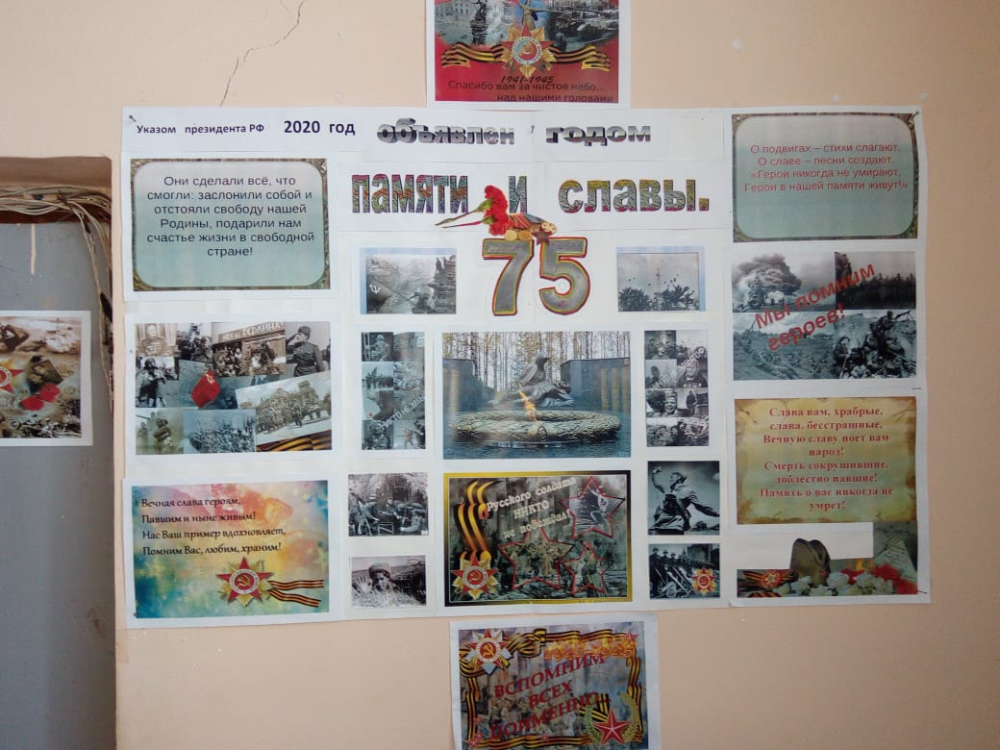 1941-1945
Спасибо вам за чистое небо...
над нашими головами
Указом президента РФ 2020 год объявлен годом
памяти и славы.
75
Они сделали всё, что
смогли: заслонили собой и
отстояли свободу нашей
Родины, подарили нам
счастье жизни в свободной
стране!
О подвигах – стихи слагают.
О славе – песни создают.
«Герои никогда не умирают,
Герои в нашей памяти живут!»
Мы помним
героев!
Слава вам, храбрые,
слава, бесстрашные.
Вечную славу поет вам
народ!
Смерть сокрушившие,
доблестно павшие!
Память о вас никогда не
умрет!
Вечная слава героям,
Павшим и ныне живым!
Нас Ваш пример вдохновляет,
Помним Вас, любим, храним!
Русского солдата
НИКТО
не побеждал!
1941-1945
ВСПОМНИМ
ВСЕХ
ПОИМЕННО...